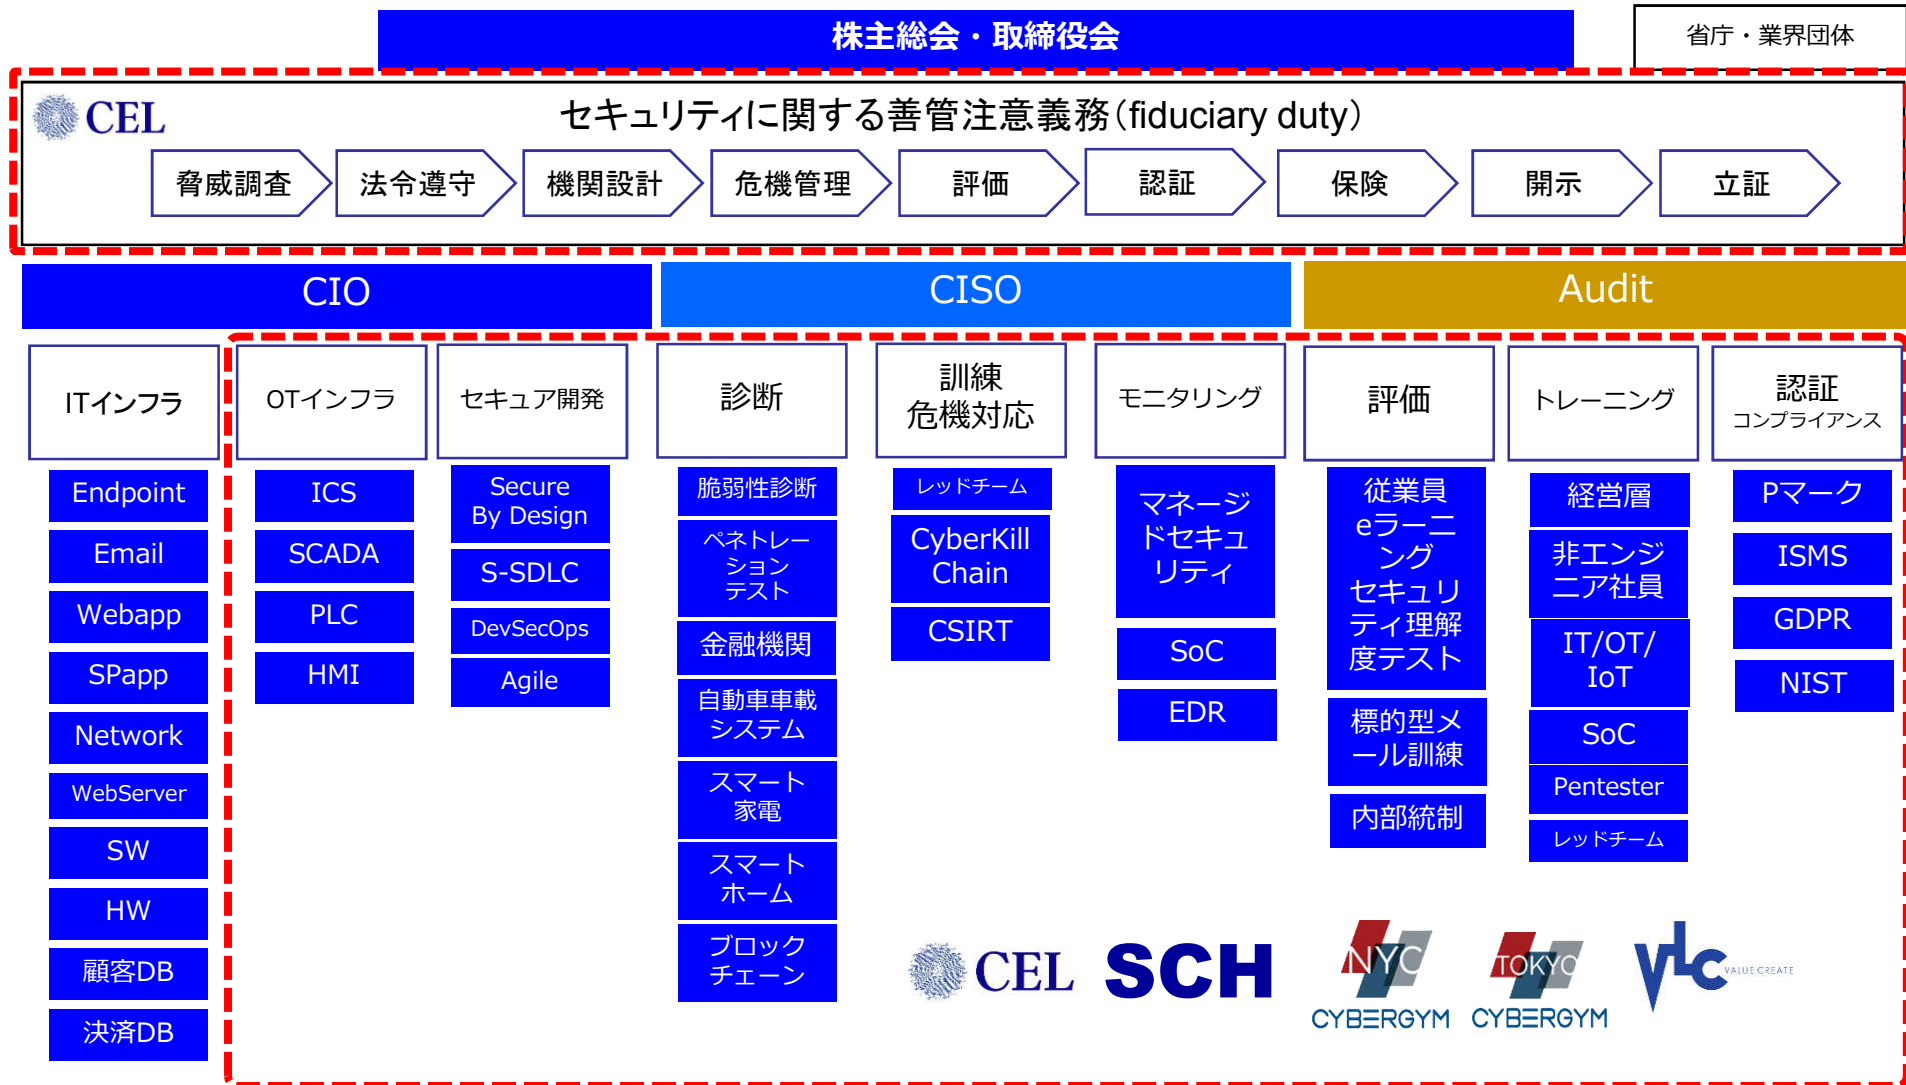 株主総会・取締役会
省庁・業界団体
CEL
セキュリティに関する善管注意義務（fiduciary duty）
脅威調査
法令遵守
機関設計
危機管理
評価
認証
保険
開示
立証
CIO
CISO
Audit
ITインフラ
Endpoint
Email
Webapp
SPapp
Network
WebServer
SW
HW
顧客DB
決済DB
OTインフラ
ICS
SCADA
PLC
HMI
セキュア開発
Secure
By Design
S-SDLC
DevSecOps
Agile
診断
脆弱性診断
ペネトレー
ション
テスト
金融機関
自動車車載
システム
スマート
家電
スマート
ホーム
ブロック
チェーン
訓練
危機対応
レッドチーム
CyberKill
Chain
CSIRT
モニタリング
マネージ
ドセキュ
リティ
SoC
EDR
評価
従業員
eラーニ
ング
セキュリ
ティ理解
度テスト
標的型メ
ール訓練
内部統制
トレーニング
経営層
非エンジ
ニア社員
IT/OT/
IoT
SoC
Pentester
レッドチーム
認証
コンプライアンス
Pマーク
ISMS
GDPR
NIST
CEL
SCH
NYC
CYBERGYM
TOKYO
CYBERGYM
VLC
VALUE CREATE